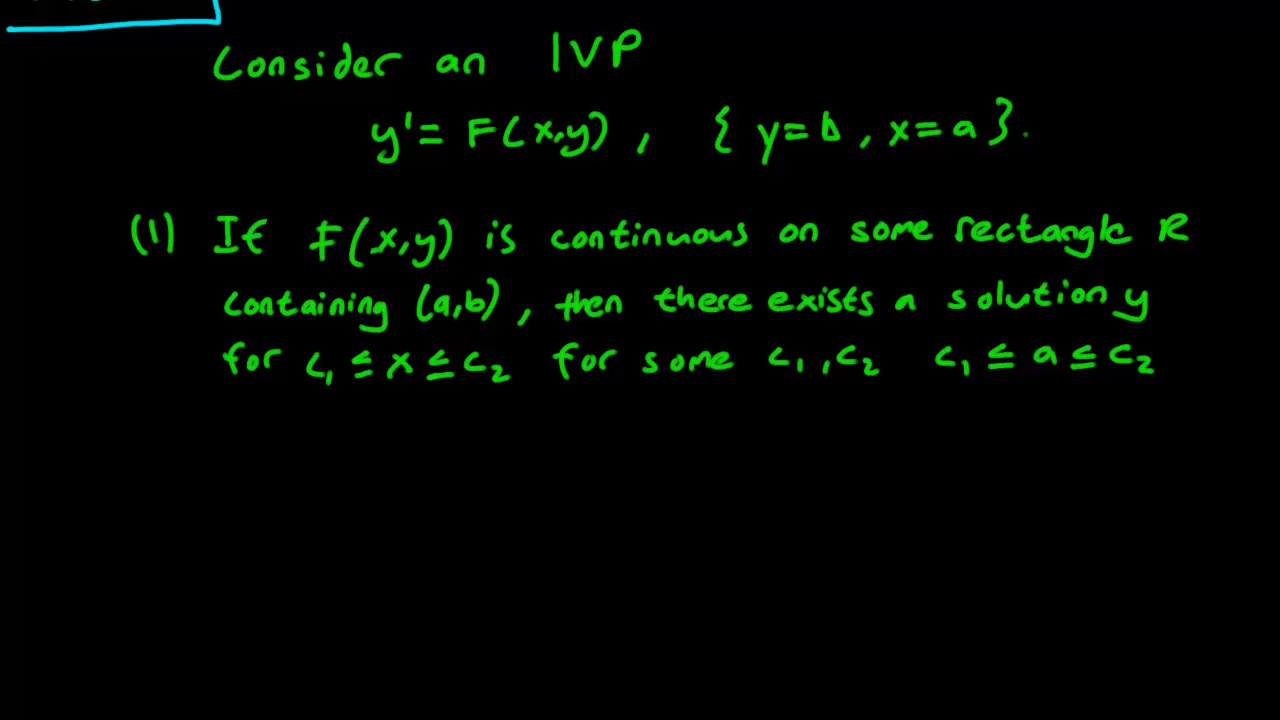 Consider an IVP
y' = F(x,y), { y=b, x=a }.
(1) If F(x,y) is continuous on some rectangle R
containing (a,b), then there exists a solution y
for c₁ ≤ x ≤ c₂ for some c₁, c₂ c₁ ≤ a ≤ c₂